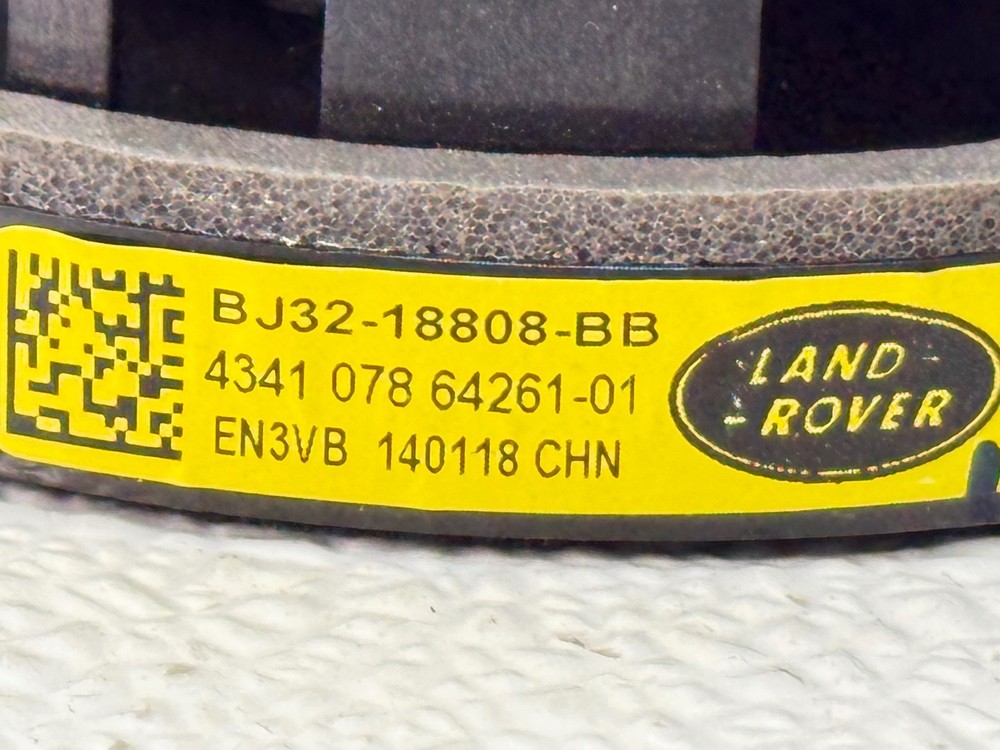 BJ32-18808-BB
4341 078 64261-01
EN3VB 140118 CHN
LAND
-ROVER